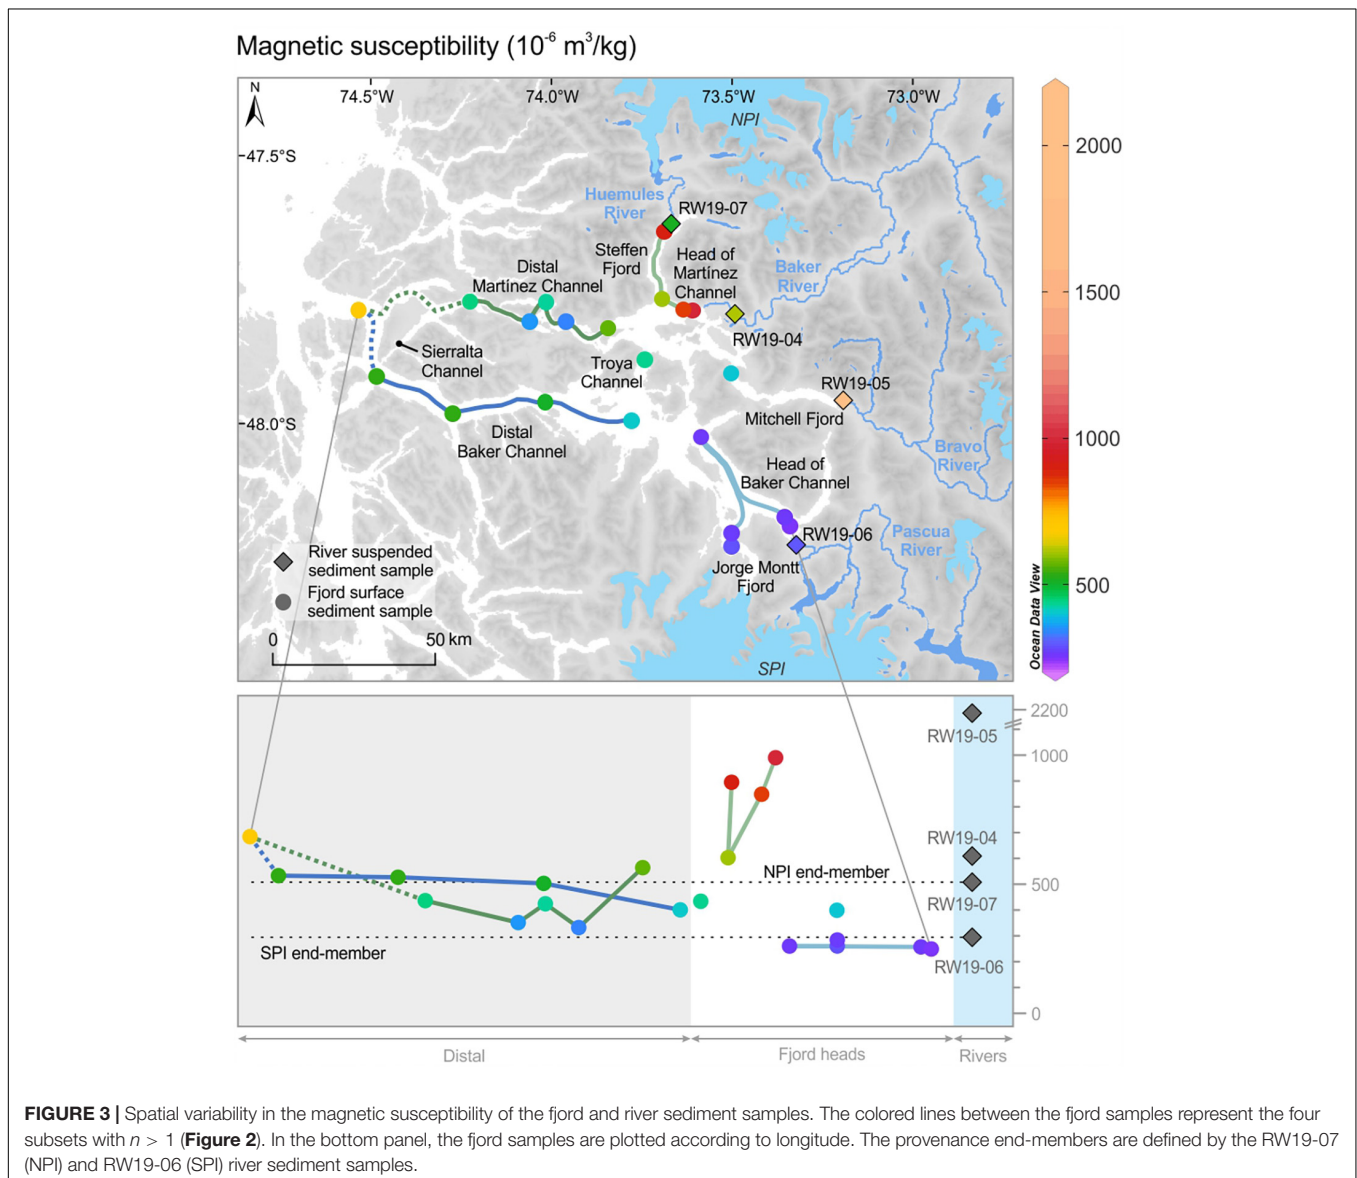 Magnetic susceptibility (10⁻⁶ m³/kg)
N
74.5°W
74.0°W
73.5°W
73.0°W
NPI
2000
-47.5°S
Huemules
River
RW19-07
Steffen
Fjord
Head of
Martínez
Channel
Distal
Martínez Channel
Baker
River
1500
RW19-04
Sierralta
Channel
Troya
Channel
RW19-05
Mitchell Fjord
-48.0°S
Distal
Baker Channel
1000
Bravo
River
Head of
Baker Channel
RW19-06
Pascua
River
River suspended
sediment sample
Fjord surface
sediment sample
Jorge Montt
Fjord
500
Ocean Data View
0
50 km
SPI
2200
RW19-05
1000
RW19-04
NPI end-member
500
RW19-07
SPI end-member
RW19-06
0
Distal
Fjord heads
Rivers
FIGURE 3 | Spatial variability in the magnetic susceptibility of the fjord and river sediment samples. The colored lines between the fjord samples represent the four
subsets with n > 1 (Figure 2). In the bottom panel, the fjord samples are plotted according to longitude. The provenance end-members are defined by the RW19-07
(NPI) and RW19-06 (SPI) river sediment samples.